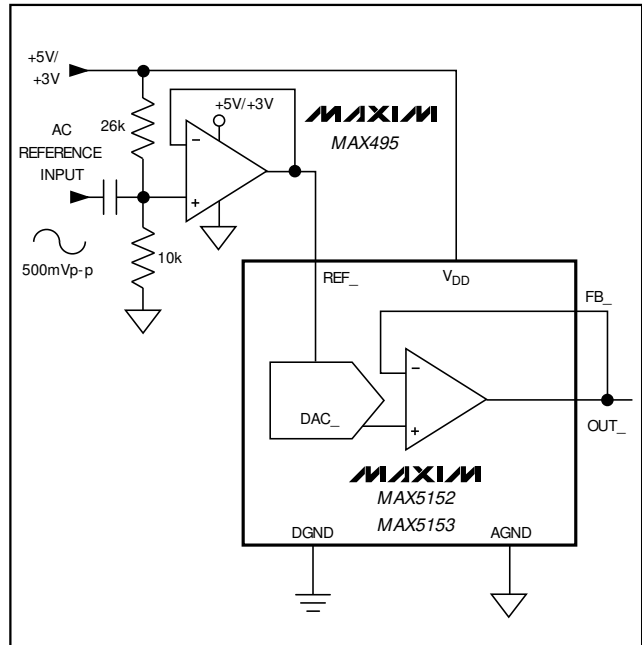 +5V/
+3V
26k
AC
REFERENCE
INPUT
500mVp-p
10k
+5V/+3V
−
+
MAXIM
MAX495
REF_
VDD
FB_
DAC_
−
+
OUT_
MAXIM
MAX5152
MAX5153
DGND
AGND